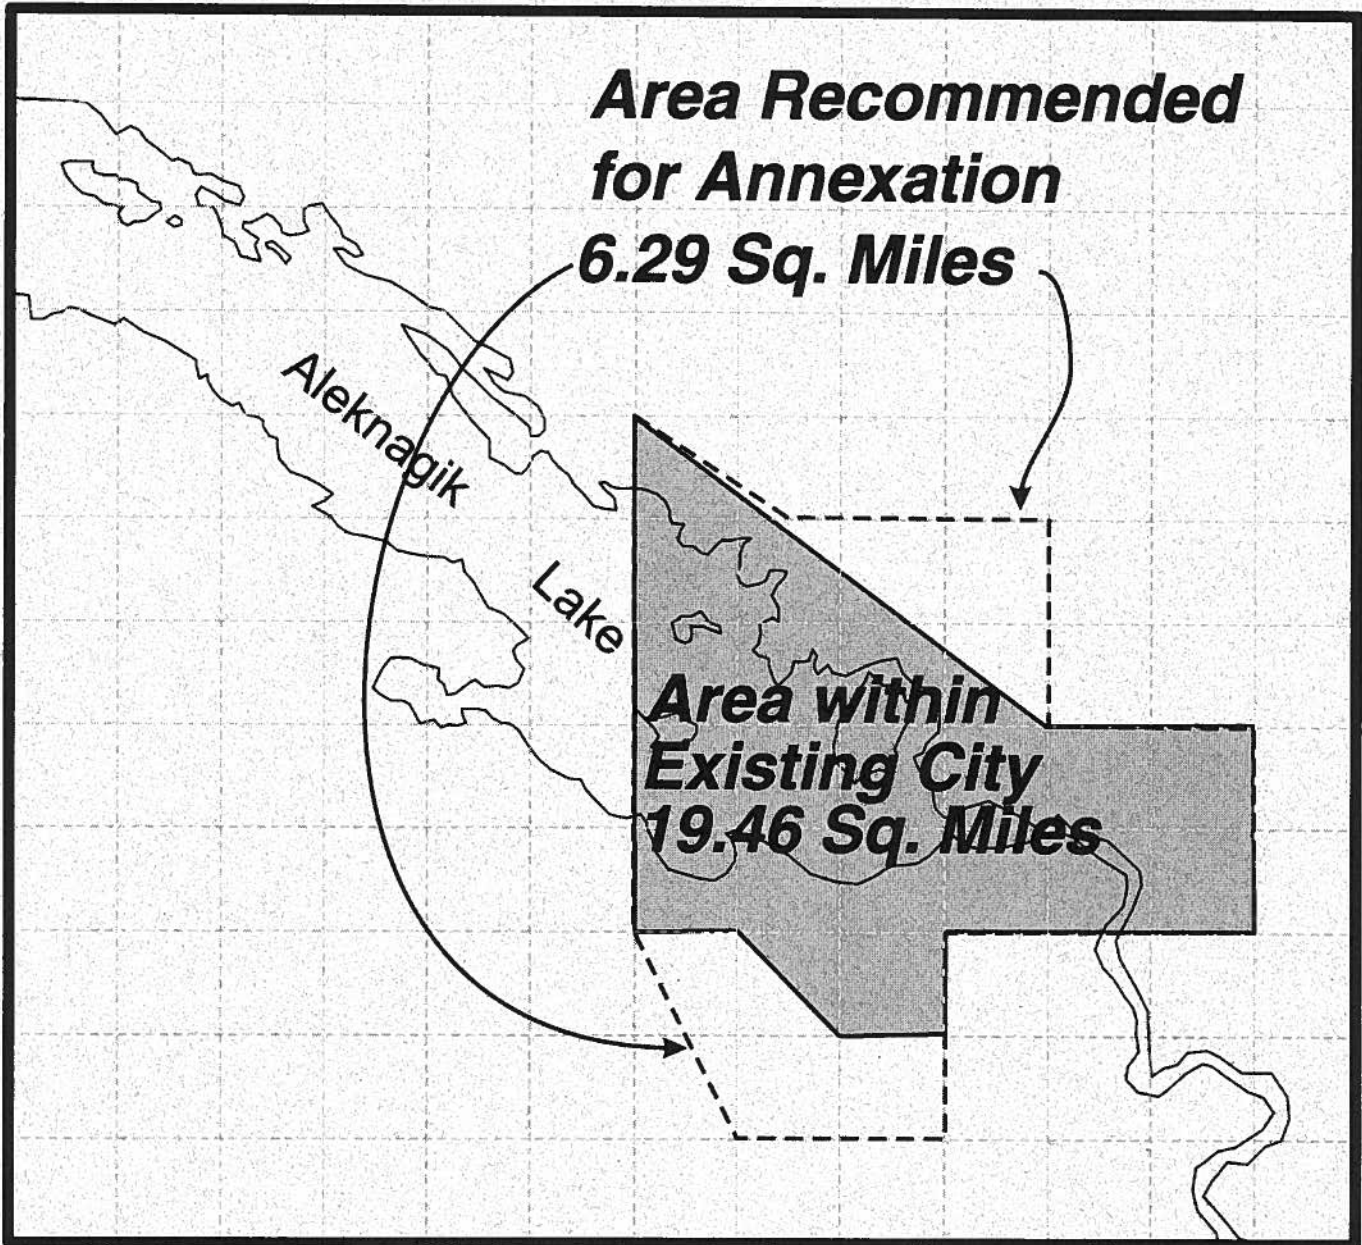 Area Recommended
for Annexation
6.29 Sq. Miles
Aleknagik
Lake
Area within
Existing City
19.46 Sq. Miles